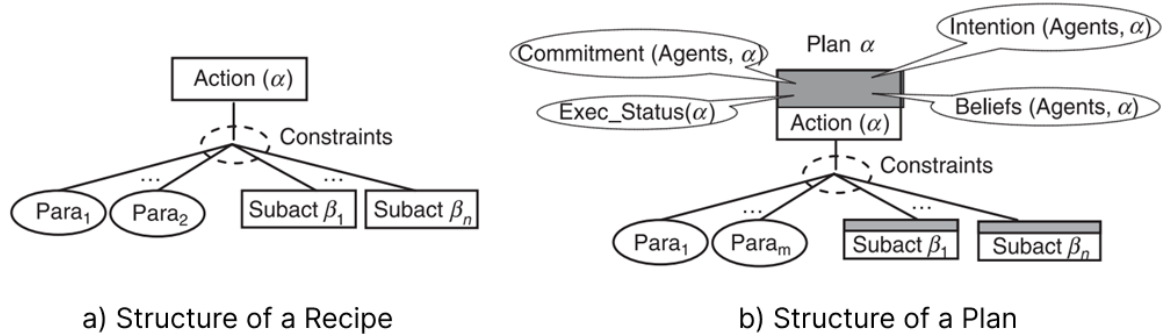 Action (α)
Constraints
...
...
Para₁
Para₂
Subact β₁
Subact βₙ
a) Structure of a Recipe
Plan α
Commitment (Agents, α)
Intention (Agents, α)
Exec_Status(α)
Beliefs (Agents, α)
Action (α)
Constraints
...
...
Para₁
Paraₘ
Subact β₁
Subact βₙ
b) Structure of a Plan